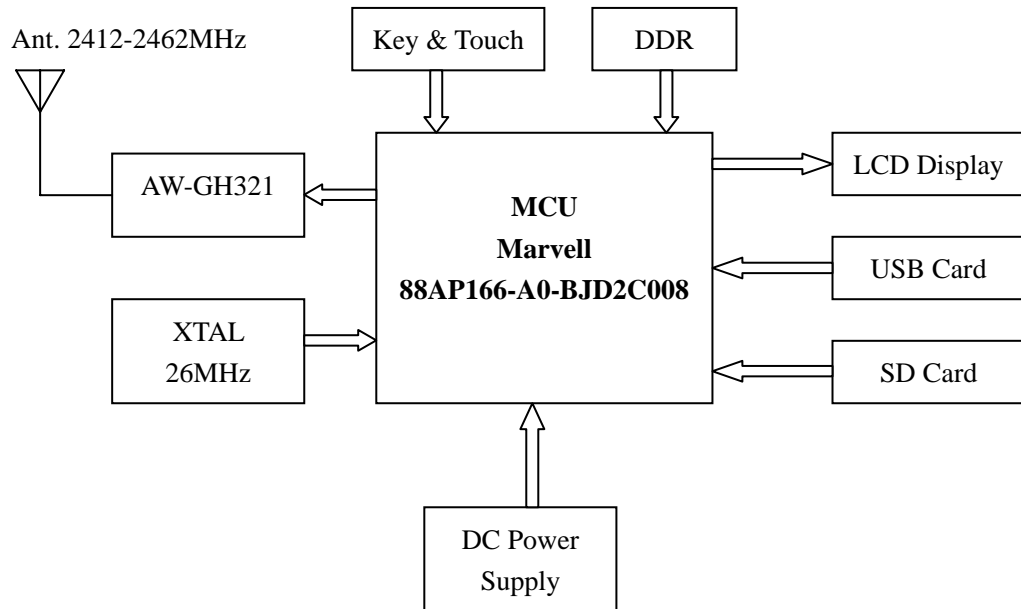 Ant. 2412-2462MHz
Key & Touch
DDR
AW-GH321
MCU
Marvell
88AP166-A0-BJD2C008
LCD Display
USB Card
XTAL
26MHz
SD Card
DC Power
Supply